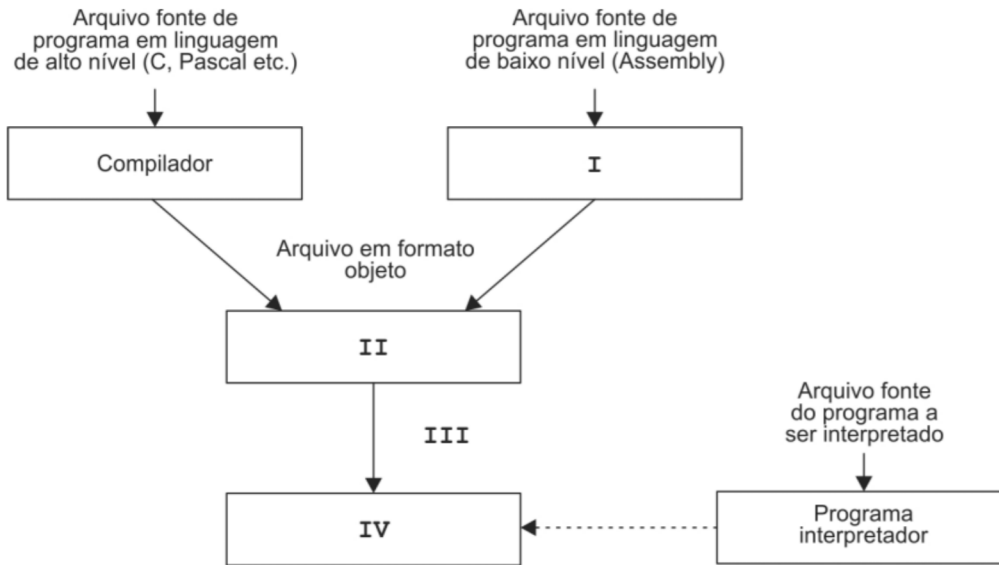 Arquivo fonte de
programa em linguagem
de alto nível (C, Pascal etc.)
Arquivo fonte de
programa em linguagem
de baixo nível (Assembly)
Compilador
I
Arquivo em formato
objeto
II
III
Arquivo fonte
do programa a
ser interpretado
IV
Programa
interpretador